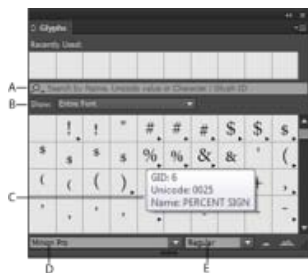 Glyphs
Recently Used:
A
Search by Name, Unicode value or Character / Glyph ID
B
Show: Entire Font
! ! " # # # $ $ $
$ $ $ $ % % & & ' (
( ( ( ) ,
C
GID: 6
Unicode: 0025
Name: PERCENT SIGN
Minion Pro
Regular
D
E